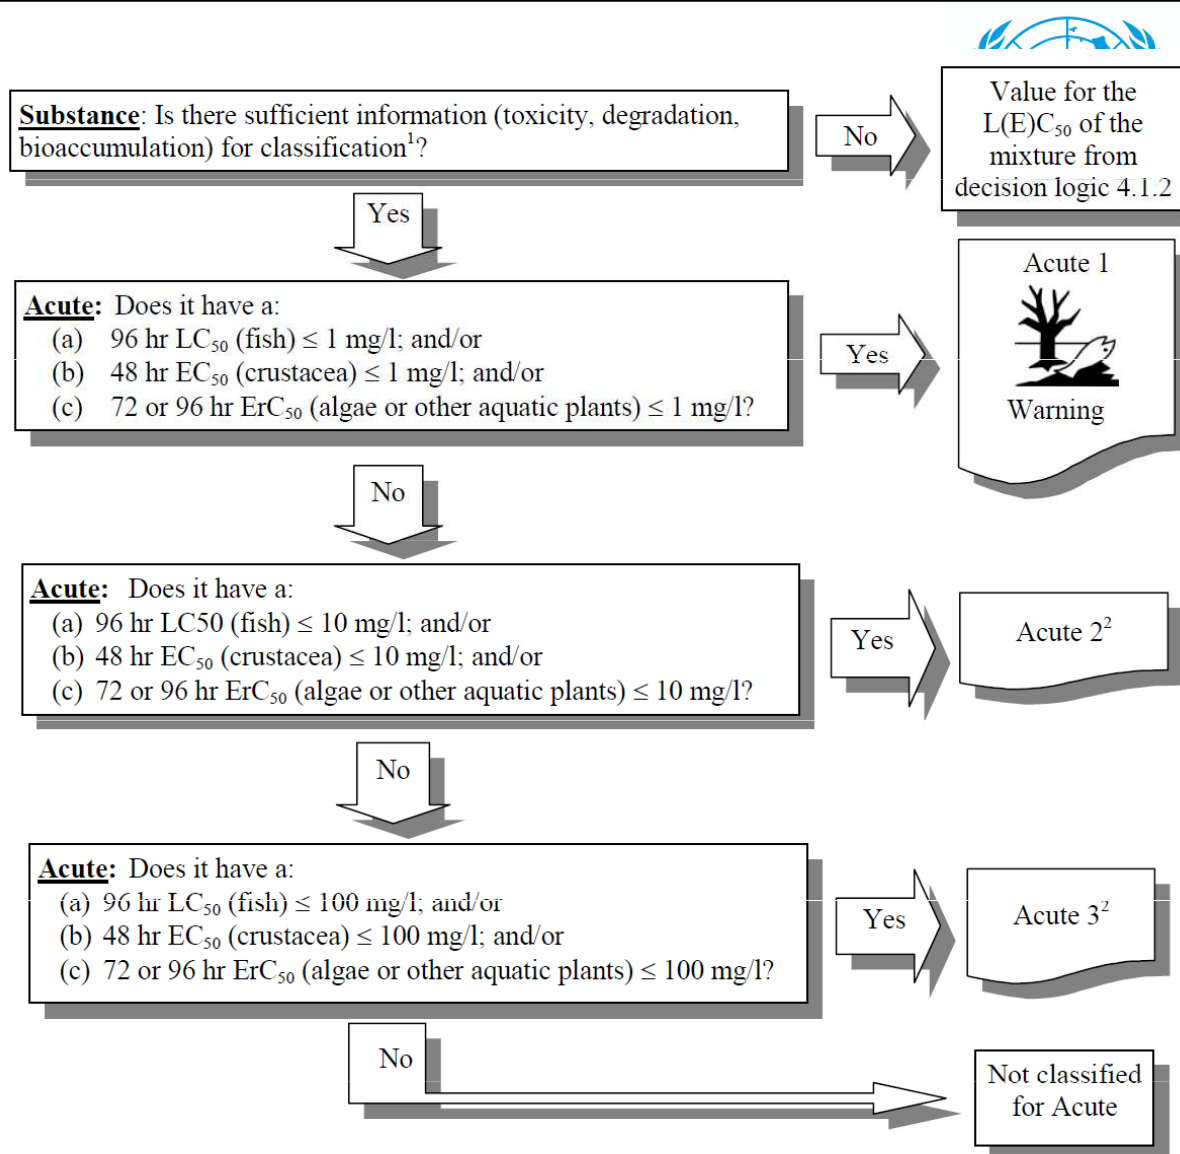 Substance: Is there sufficient information (toxicity, degradation,
bioaccumulation) for classification¹?
No
Value for the
L(E)C₅₀ of the
mixture from
decision logic 4.1.2
Yes
Acute: Does it have a:
(a) 96 hr LC₅₀ (fish) ≤ 1 mg/l; and/or
(b) 48 hr EC₅₀ (crustacea) ≤ 1 mg/l; and/or
(c) 72 or 96 hr ErC₅₀ (algae or other aquatic plants) ≤ 1 mg/l?
Yes
Acute 1
Warning
No
Acute: Does it have a:
(a) 96 hr LC50 (fish) ≤ 10 mg/l; and/or
(b) 48 hr EC₅₀ (crustacea) ≤ 10 mg/l; and/or
(c) 72 or 96 hr ErC₅₀ (algae or other aquatic plants) ≤ 10 mg/l?
Yes
Acute 2²
No
Acute: Does it have a:
(a) 96 hr LC₅₀ (fish) ≤ 100 mg/l; and/or
(b) 48 hr EC₅₀ (crustacea) ≤ 100 mg/l; and/or
(c) 72 or 96 hr ErC₅₀ (algae or other aquatic plants) ≤ 100 mg/l?
Yes
Acute 3²
No
Not classified
for Acute